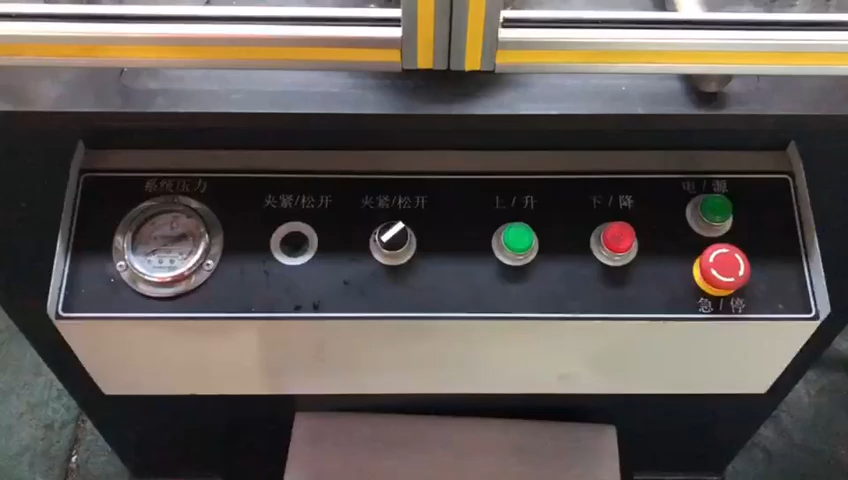 系统压力
夹紧/松开
夹紧/松开
上/升
下/降
电/源
急/停